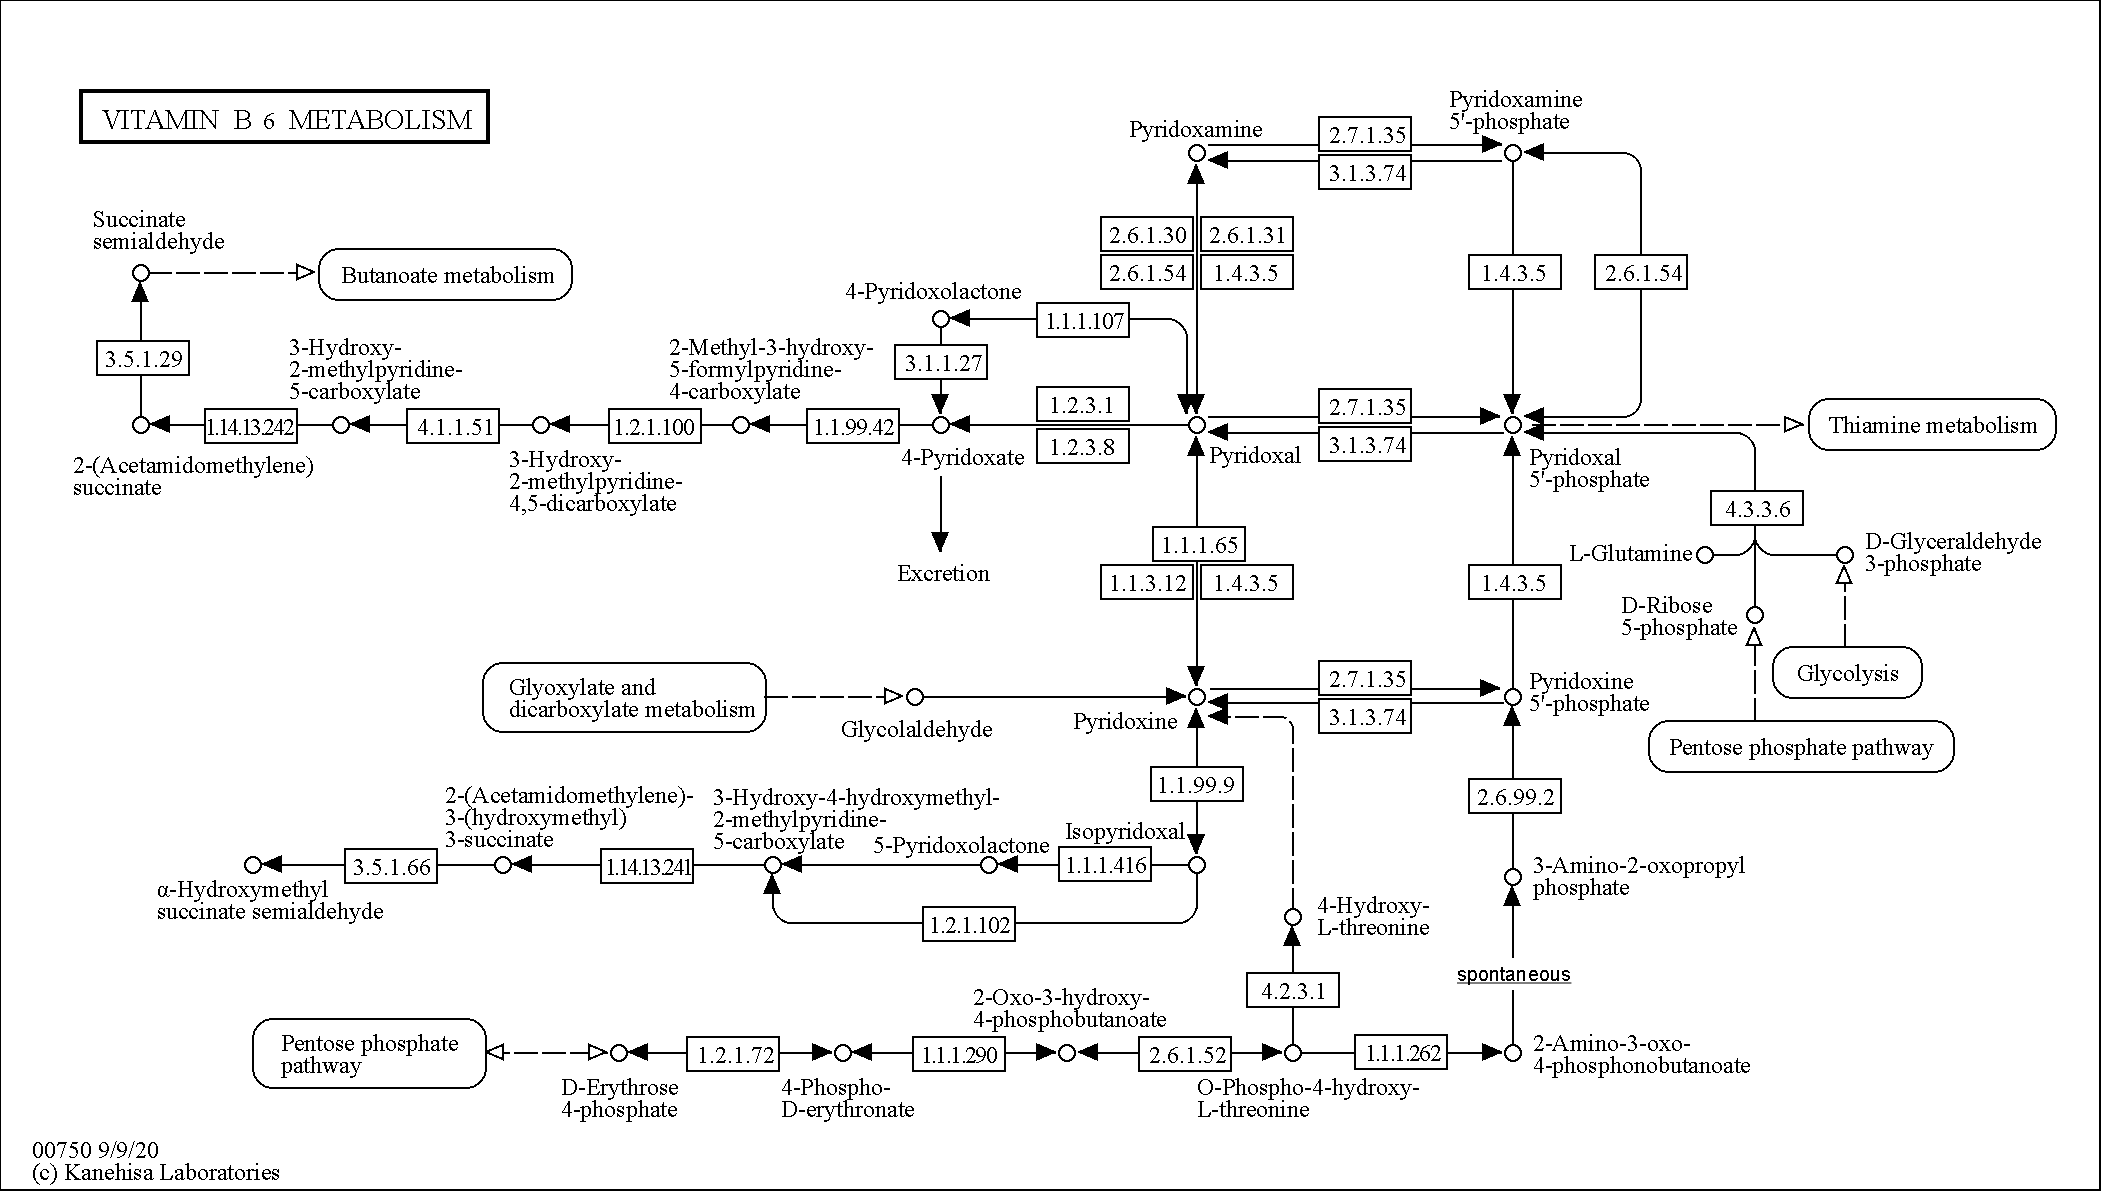 VITAMIN B 6 METABOLISM
Pyridoxamine
2.7.1.35
3.1.3.74
Pyridoxamine
5'-phosphate
Succinate
semialdehyde
Butanoate metabolism
2.6.1.30
2.6.1.31
2.6.1.54
1.4.3.5
1.4.3.5
2.6.1.54
4-Pyridoxolactone
1.1.1.107
3.5.1.29
3-Hydroxy-
2-methylpyridine-
5-carboxylate
2-Methyl-3-hydroxy-
5-formylpyridine-
4-carboxylate
3.1.1.27
1.14.13.242
4.1.1.51
1.2.1.100
1.1.99.42
1.2.3.1
1.2.3.8
2.7.1.35
3.1.3.74
Thiamine metabolism
2-(Acetamidomethylene)
succinate
3-Hydroxy-
2-methylpyridine-
4,5-dicarboxylate
4-Pyridoxate
Pyridoxal
Pyridoxal
5'-phosphate
4.3.3.6
Excretion
1.1.1.65
1.1.3.12
1.4.3.5
1.4.3.5
L-Glutamine
D-Glyceraldehyde
3-phosphate
D-Ribose
5-phosphate
Glycolysis
Glyoxylate and
dicarboxylate metabolism
Glycolaldehyde
Pyridoxine
2.7.1.35
3.1.3.74
Pyridoxine
5'-phosphate
Pentose phosphate pathway
1.1.99.9
2.6.99.2
2-(Acetamidomethylene)-
3-(hydroxymethyl)
3-succinate
3-Hydroxy-4-hydroxymethyl-
2-methylpyridine-
5-carboxylate
5-Pyridoxolactone
Isopyridoxal
3.5.1.66
1.14.13.241
1.1.1.416
1.2.1.102
α-Hydroxymethyl
succinate semialdehyde
3-Amino-2-oxopropyl
phosphate
4-Hydroxy-
L-threonine
spontaneous
4.2.3.1
2-Oxo-3-hydroxy-
4-phosphobutanoate
Pentose phosphate
pathway
1.2.1.72
1.1.1.290
2.6.1.52
1.1.1.262
2-Amino-3-oxo-
4-phosphonobutanoate
D-Erythrose
4-phosphate
4-Phospho-
D-erythronate
O-Phospho-4-hydroxy-
L-threonine
00750 9/9/20
(c) Kanehisa Laboratories